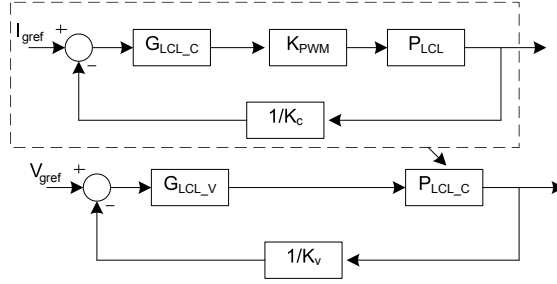 I_gref + − G_LCL_C K_PWM P_LCL
1/K_c
V_gref + − G_LCL_V P_LCL_C
1/K_v